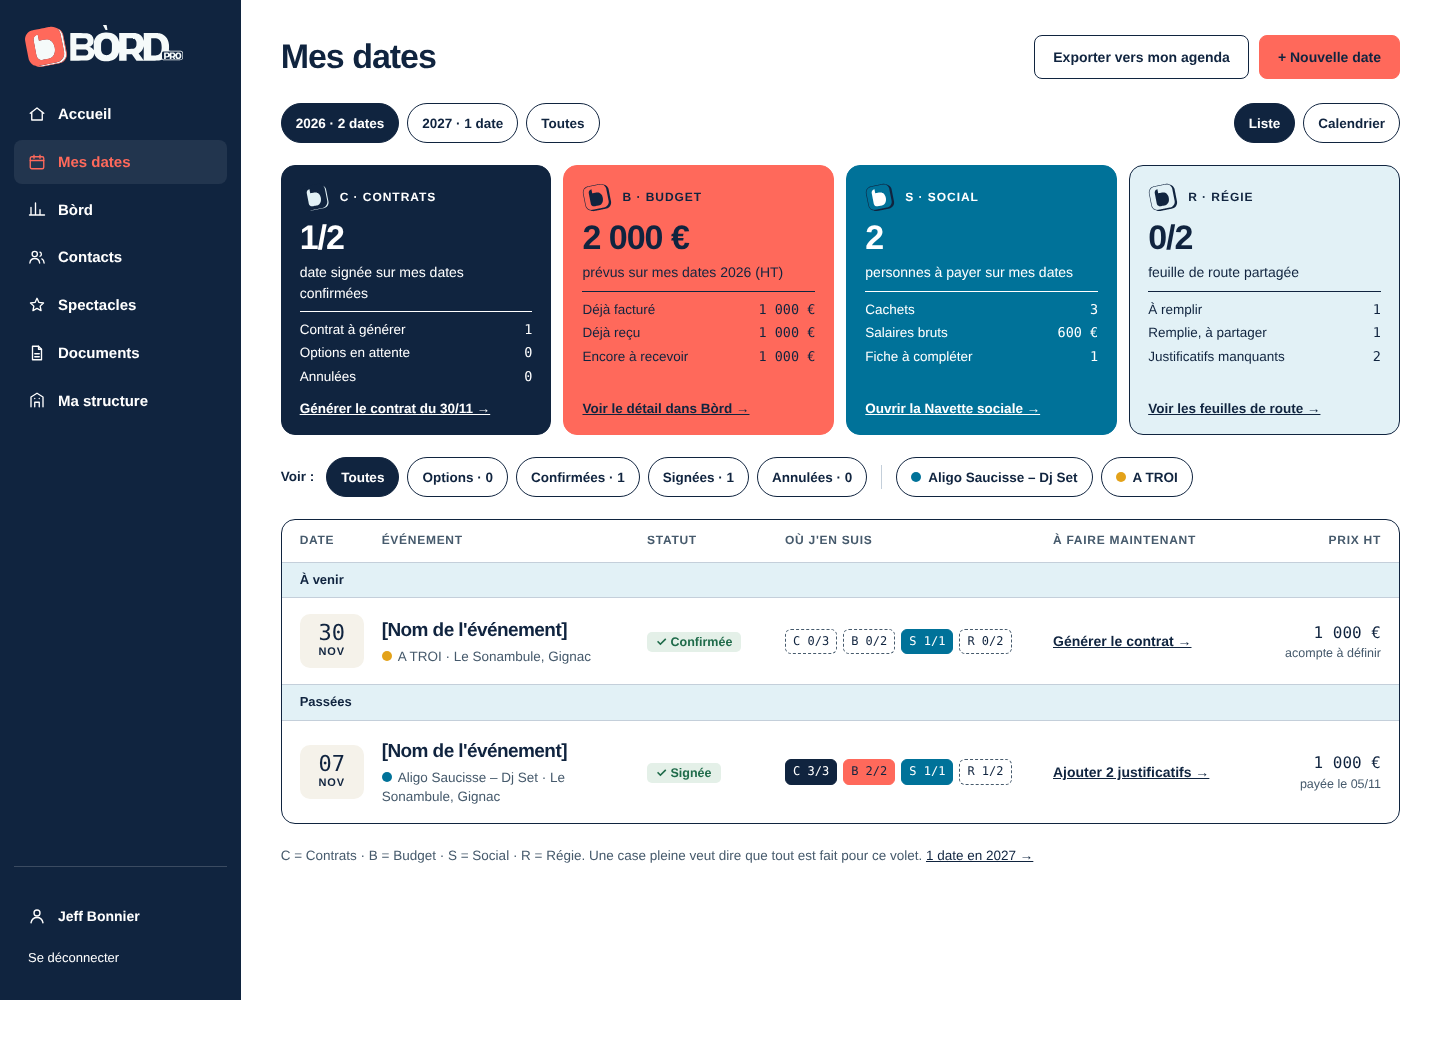 BÒRD PRO
Accueil
Mes dates
Bòrd
Contacts
Spectacles
Documents
Ma structure
Jeff Bonnier
Se déconnecter
Mes dates
Exporter vers mon agenda
+ Nouvelle date
2026 · 2 dates
2027 · 1 date
Toutes
Liste
Calendrier
C · CONTRATS
1/2
date signée sur mes dates
confirmées
Contrat à générer 1
Options en attente 0
Annulées 0
Générer le contrat du 30/11 →
B · BUDGET
2 000 €
prévus sur mes dates 2026 (HT)
Déjà facturé 1 000 €
Déjà reçu 1 000 €
Encore à recevoir 1 000 €
Voir le détail dans Bòrd →
S · SOCIAL
2
personnes à payer sur mes dates
Cachets 3
Salaires bruts 600 €
Fiche à compléter 1
Ouvrir la Navette sociale →
R · RÉGIE
0/2
feuille de route partagée
À remplir 1
Remplie, à partager 1
Justificatifs manquants 2
Voir les feuilles de route →
Voir :
Toutes
Options · 0
Confirmées · 1
Signées · 1
Annulées · 0
Aligo Saucisse – Dj Set
A TROI
DATE ÉVÉNEMENT STATUT OÙ J'EN SUIS À FAIRE MAINTENANT PRIX HT
À venir
30
NOV
[Nom de l'événement]
A TROI · Le Sonambule, Gignac
✓ Confirmée
C 0/3 B 0/2 S 1/1 R 0/2
Générer le contrat →
1 000 €
acompte à définir
Passées
07
NOV
[Nom de l'événement]
Aligo Saucisse – Dj Set · Le
Sonambule, Gignac
✓ Signée
C 3/3 B 2/2 S 1/1 R 1/2
Ajouter 2 justificatifs →
1 000 €
payée le 05/11
C = Contrats · B = Budget · S = Social · R = Régie. Une case pleine veut dire que tout est fait pour ce volet. 1 date en 2027 →